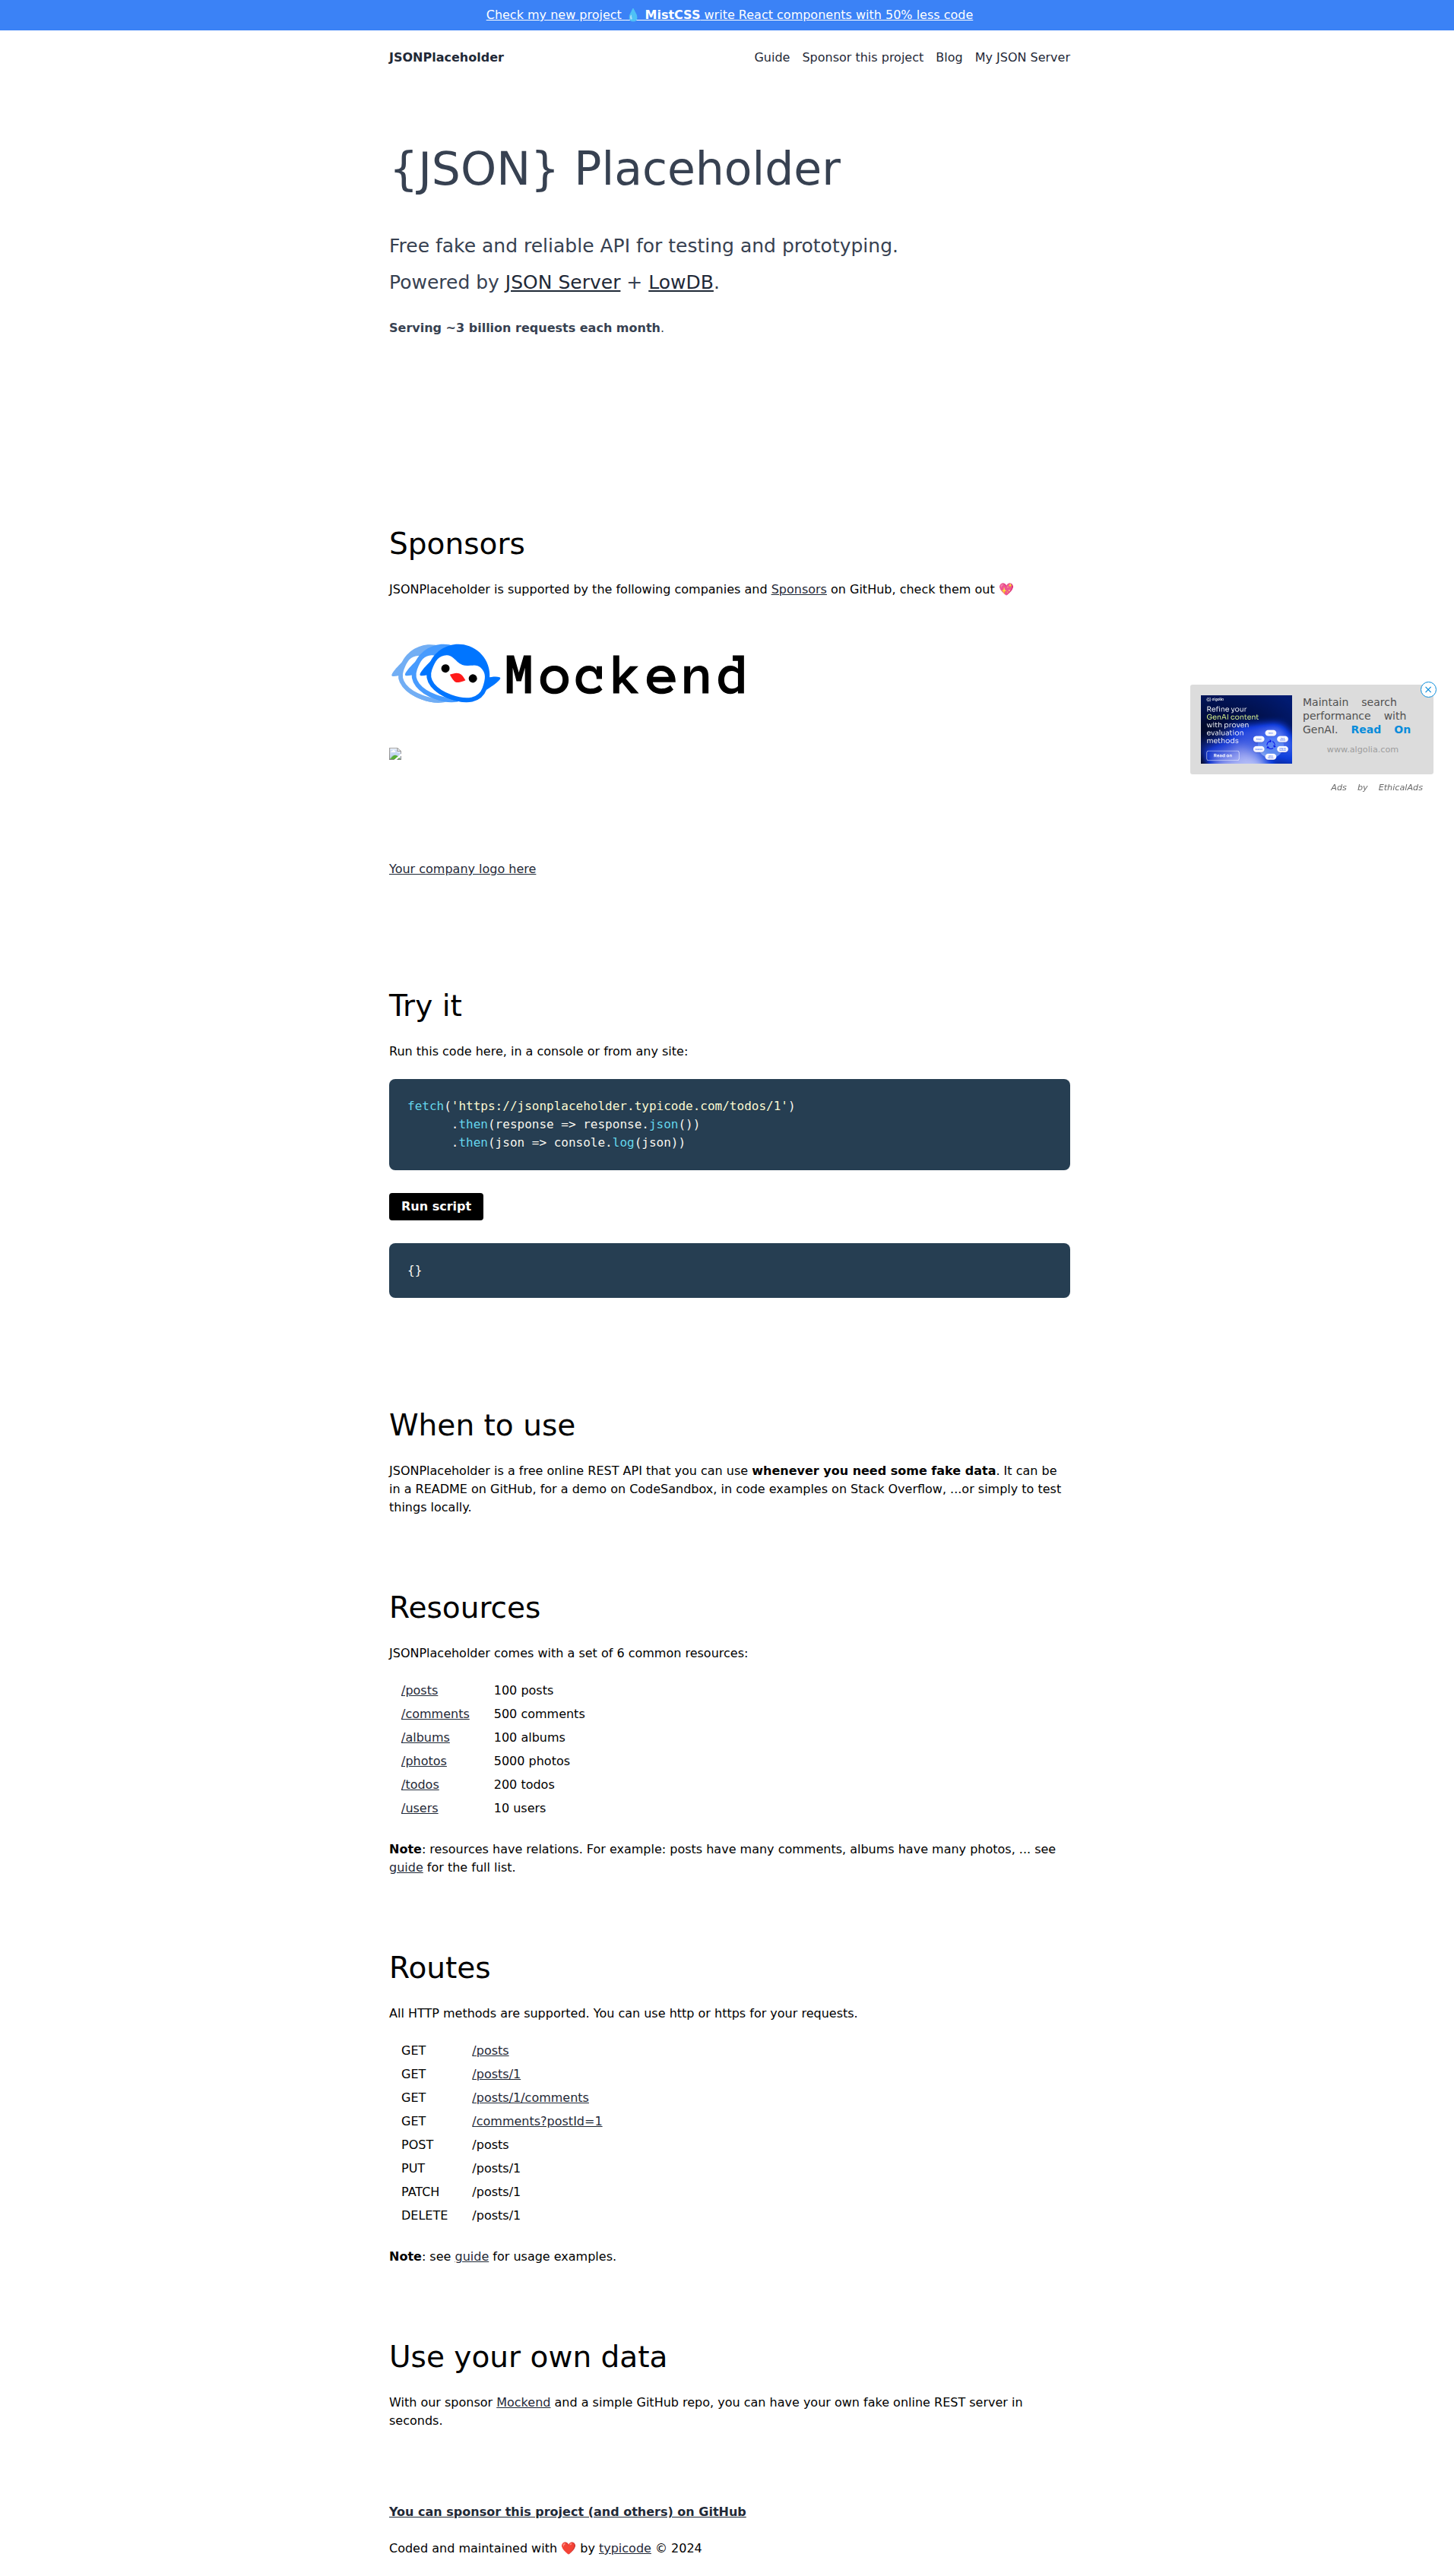 Check my new project 💧 MistCSS write React components with 50% less code
JSONPlaceholder
Guide Sponsor this project Blog My JSON Server
{JSON} Placeholder
Free fake and reliable API for testing and prototyping.
Powered by JSON Server + LowDB.
Serving ~3 billion requests each month.
Sponsors
JSONPlaceholder is supported by the following companies and Sponsors on GitHub, check them out 💖
Mockend
algolia
Refine your
GenAI content
with proven
evaluation
methods
Read on
Maintain search
performance with
GenAI. Read On
www.algolia.com
Ads by EthicalAds
Your company logo here
Try it
Run this code here, in a console or from any site:
fetch('https://jsonplaceholder.typicode.com/todos/1')
      .then(response => response.json())
      .then(json => console.log(json))
Run script
{}
When to use
JSONPlaceholder is a free online REST API that you can use whenever you need some fake data. It can be
in a README on GitHub, for a demo on CodeSandbox, in code examples on Stack Overflow, ...or simply to test
things locally.
Resources
JSONPlaceholder comes with a set of 6 common resources:
/posts 100 posts
/comments 500 comments
/albums 100 albums
/photos 5000 photos
/todos 200 todos
/users 10 users
Note: resources have relations. For example: posts have many comments, albums have many photos, ... see
guide for the full list.
Routes
All HTTP methods are supported. You can use http or https for your requests.
GET /posts
GET /posts/1
GET /posts/1/comments
GET /comments?postId=1
POST /posts
PUT /posts/1
PATCH /posts/1
DELETE /posts/1
Note: see guide for usage examples.
Use your own data
With our sponsor Mockend and a simple GitHub repo, you can have your own fake online REST server in
seconds.
You can sponsor this project (and others) on GitHub
Coded and maintained with ❤️ by typicode © 2024